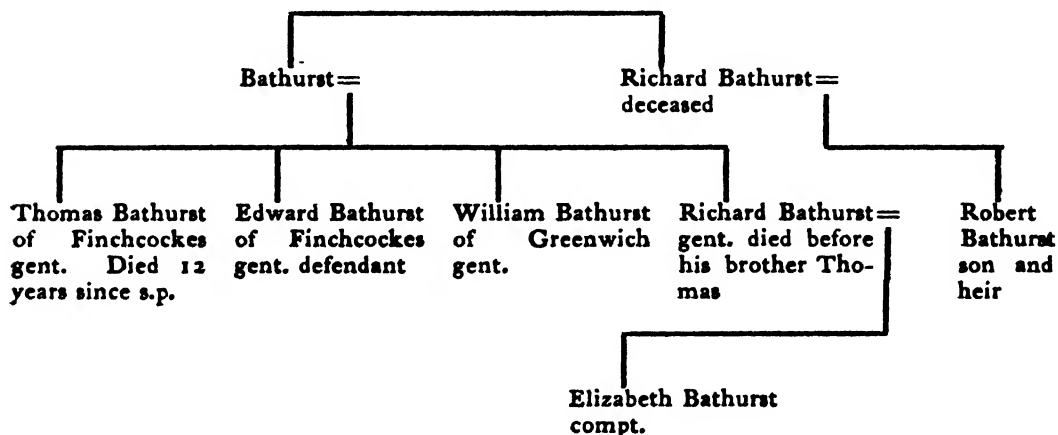 Bathurst=
Richard Bathurst=
deceased
Thomas Bathurst
of Finchcockes
gent. Died 12
years since s.p.
Edward Bathurst
of Finchcockes
gent. defendant
William Bathurst
of Greenwich
gent.
Richard Bathurst=
gent. died before
his brother Tho-
mas
Robert
Bathurst
son and
heir
Elizabeth Bathurst
compt.